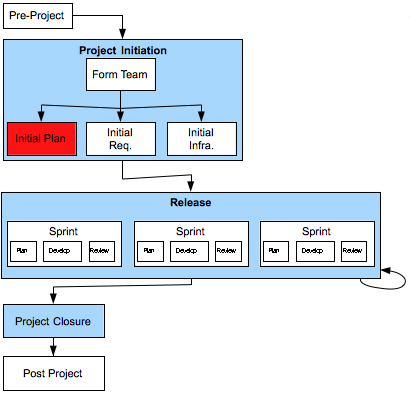 Pre-Project
Project Initiation
Form Team
Initial Plan
Initial
Req.
Initial
Infra.
Release
Sprint
Plan
Develop
Review
Sprint
Plan
Develop
Review
Sprint
Plan
Develop
Review
Project Closure
Post Project